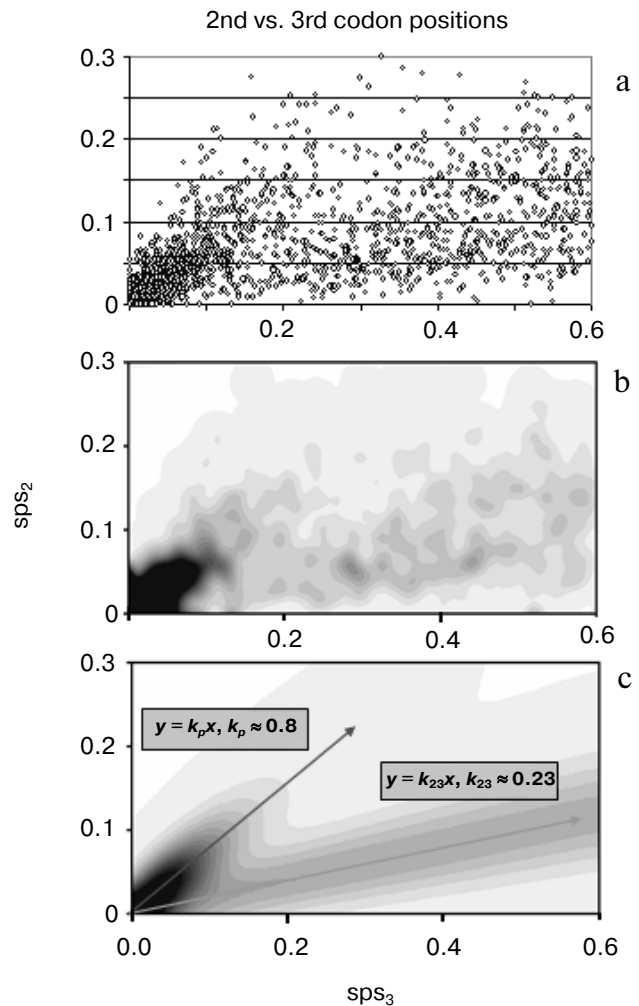 2nd vs. 3rd codon positions
a
0.3
0.2
0.1
0
0.2 0.4 0.6
b
0.3
0.2
0.1
0
0.2 0.4 0.6
sps₂
c
0.3
0.2
0.1
0
y = kₚx, kₚ ≈ 0.8
y = k₂₃x, k₂₃ ≈ 0.23
0.0 0.2 0.4 0.6
sps₃